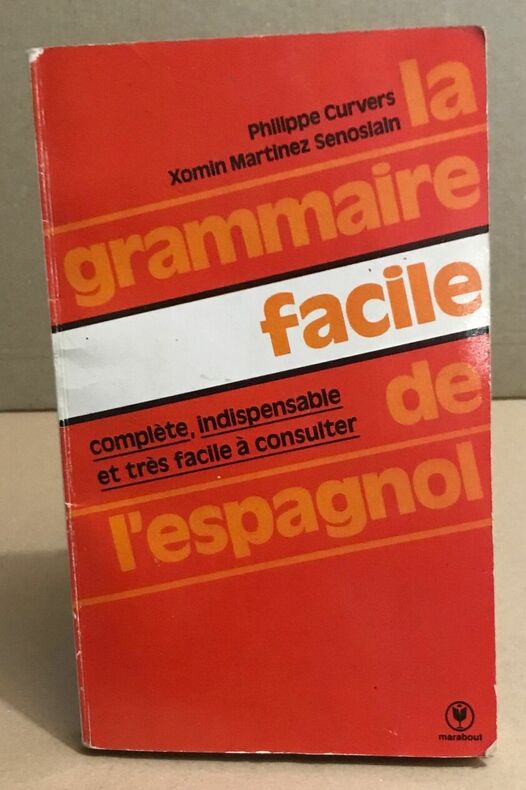 Philippe Curvers
Xomin Martinez Senosiain
la
grammaire
facile
de
l'espagnol
complète, indispensable
et très facile à consulter
marabout